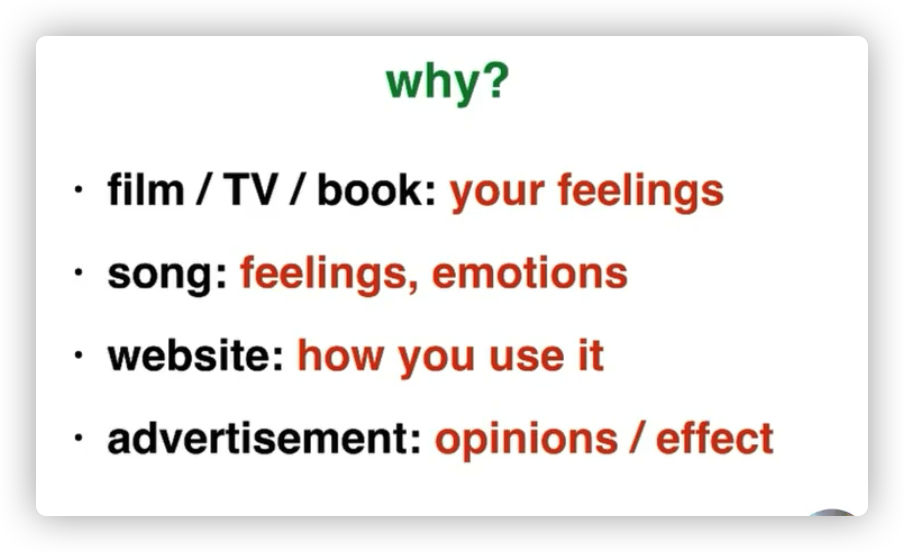 why?
· film / TV / book: your feelings
· song: feelings, emotions
· website: how you use it
· advertisement: opinions / effect